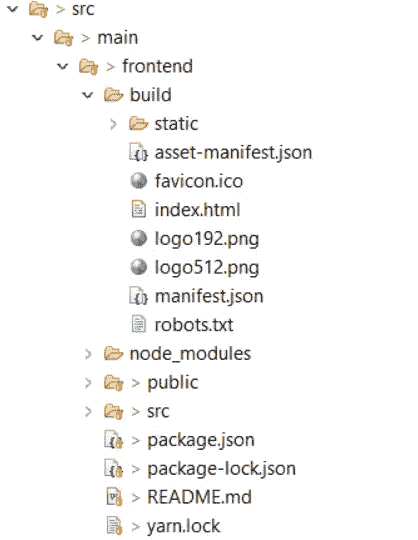 > src
> main
> frontend
build
static
asset-manifest.json
favicon.ico
index.html
logo192.png
logo512.png
manifest.json
robots.txt
node_modules
> public
> src
> package.json
> package-lock.json
> README.md
> yarn.lock